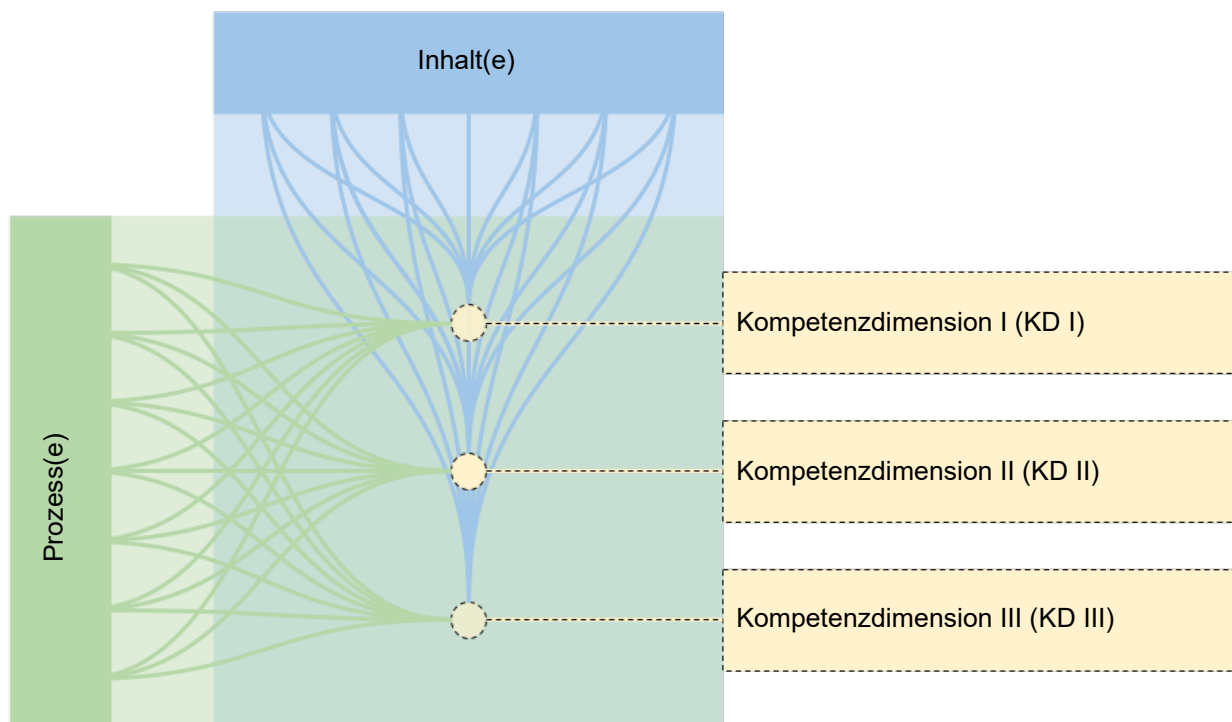 Inhalt(e)
Prozess(e)
Kompetenzdimension I (KD I)
Kompetenzdimension II (KD II)
Kompetenzdimension III (KD III)